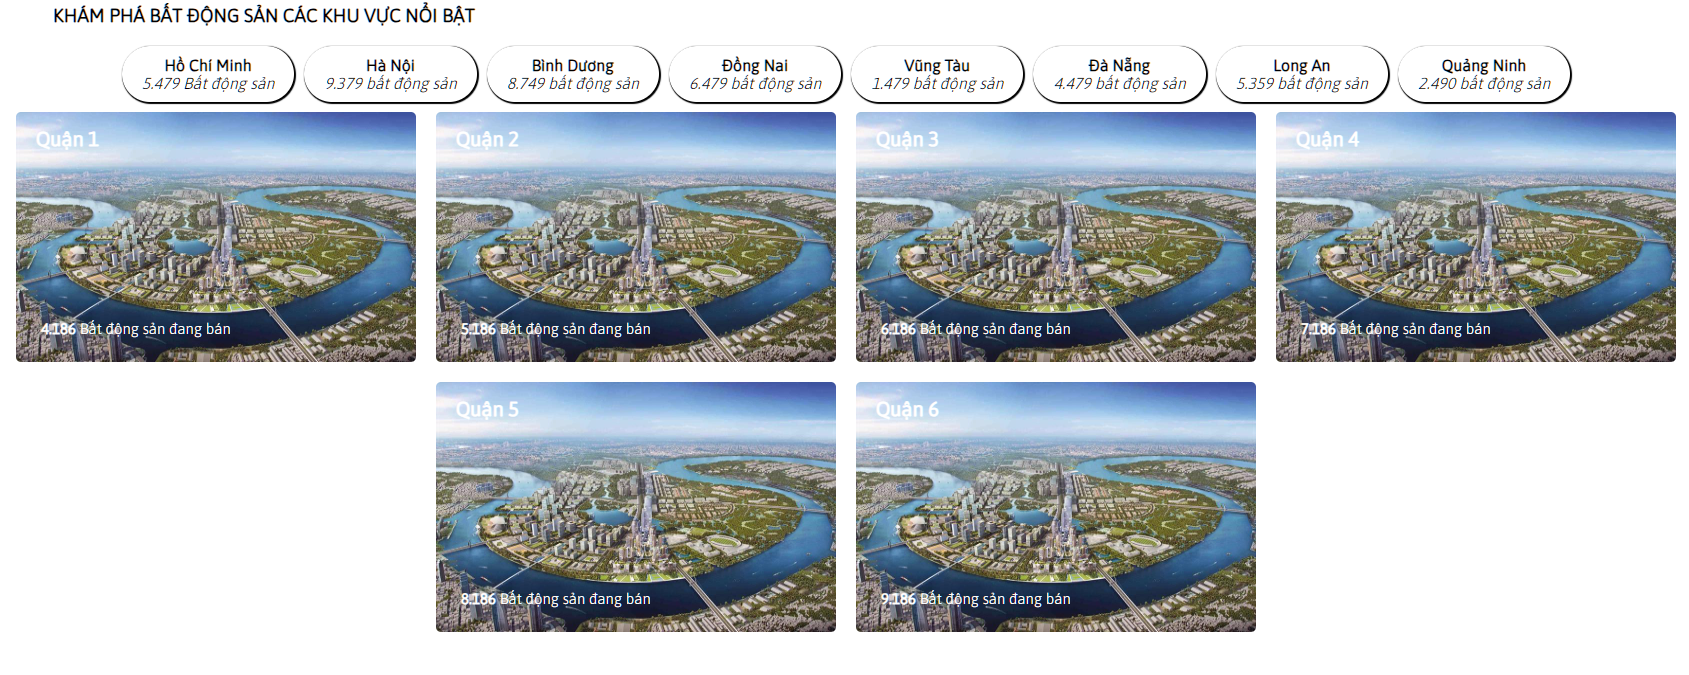 KHÁM PHÁ BẤT ĐỘNG SẢN CÁC KHU VỰC NỔI BẬT
Hồ Chí Minh
5.479 Bất động sản
Hà Nội
9.379 bất động sản
Bình Dương
8.749 bất động sản
Đồng Nai
6.479 bất động sản
Vũng Tàu
1.479 bất động sản
Đà Nẵng
4.479 bất động sản
Long An
5.359 bất động sản
Quảng Ninh
2.490 bất động sản
Quận 1
4.186 Bất động sản đang bán
Quận 2
5.186 Bất động sản đang bán
Quận 3
6.186 Bất động sản đang bán
Quận 4
7.186 Bất động sản đang bán
Quận 5
8.186 Bất động sản đang bán
Quận 6
9.186 Bất động sản đang bán